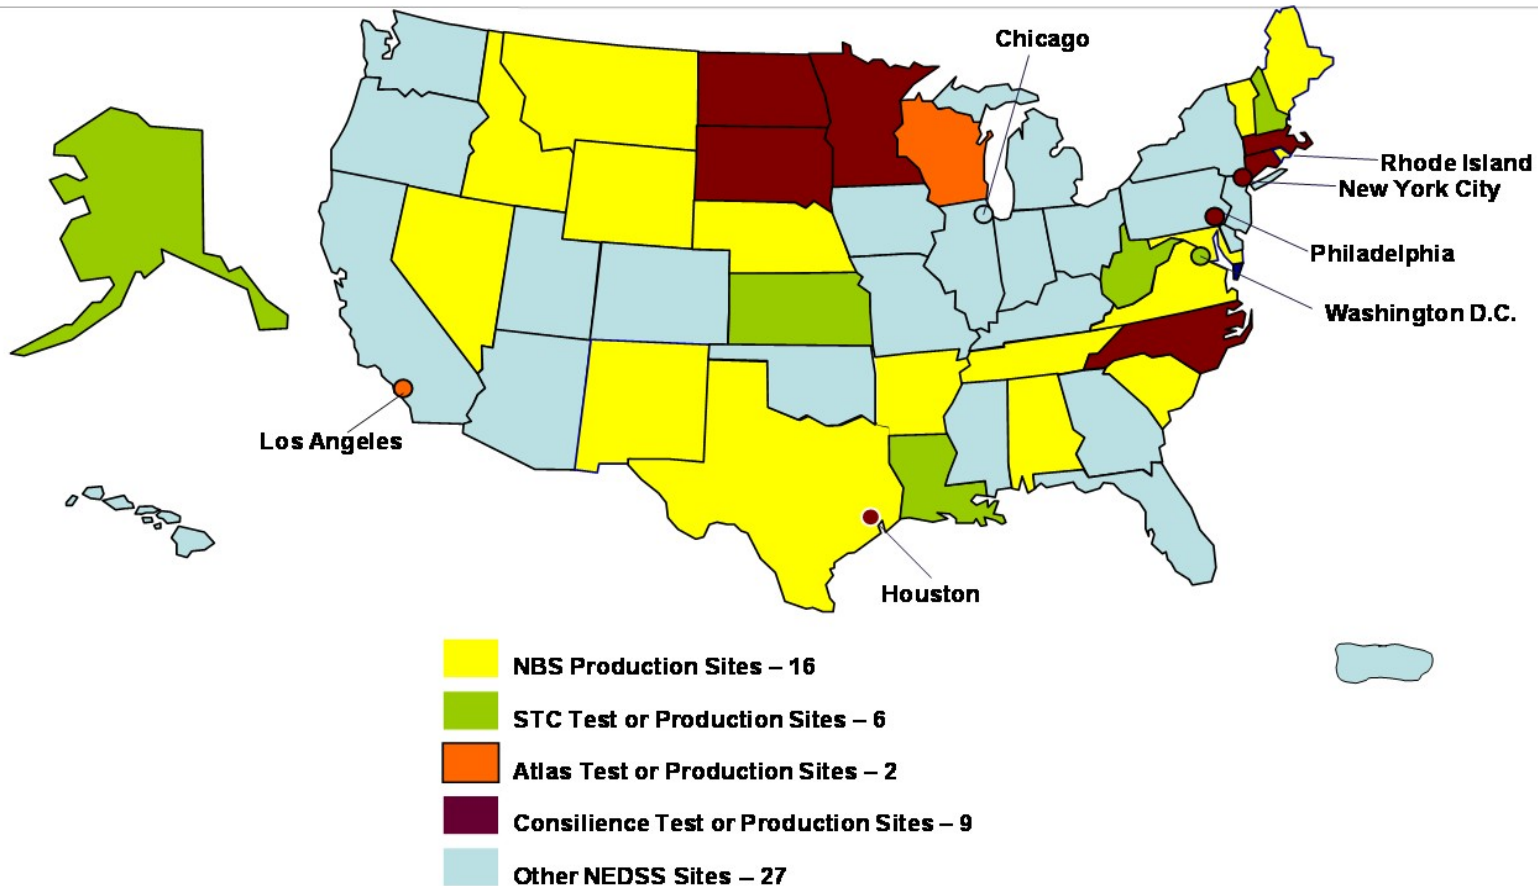 Chicago
Rhode Island
New York City
Philadelphia
Washington D.C.
Los Angeles
Houston
NBS Production Sites – 16
STC Test or Production Sites – 6
Atlas Test or Production Sites – 2
Consilience Test or Production Sites – 9
Other NEDSS Sites – 27